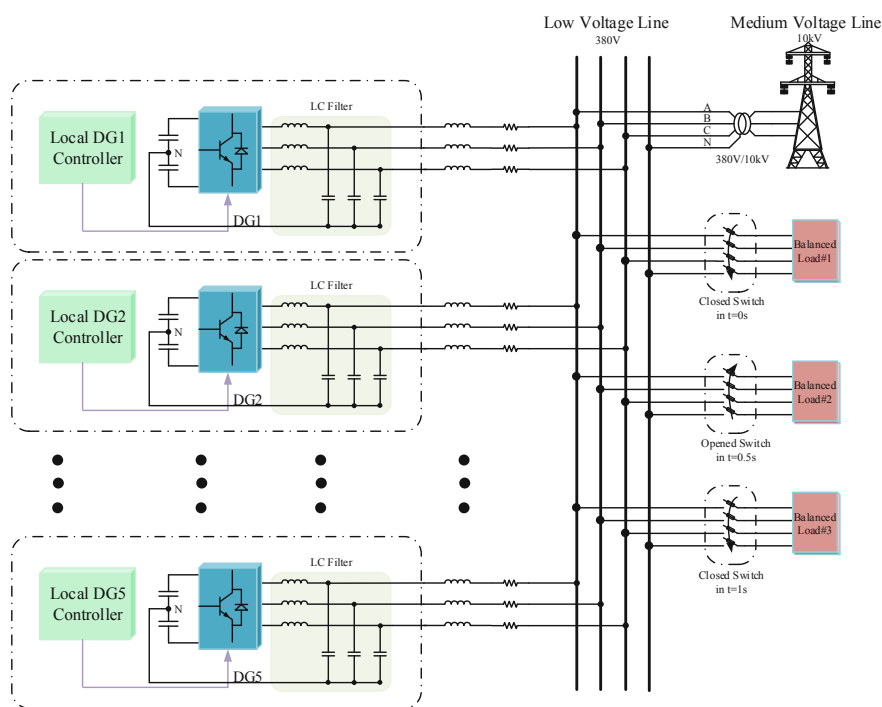 Low Voltage Line
380V
Medium Voltage Line
10kV
A
B
C
N
380V/10kV
Local DG1
Controller
N
DG1
LC Filter
Balanced
Load#1
Closed Switch
in t=0s
Local DG2
Controller
N
DG2
LC Filter
Balanced
Load#2
Opened Switch
in t=0.5s
Balanced
Load#3
Closed Switch
in t=1s
Local DG5
Controller
N
DG5
LC Filter